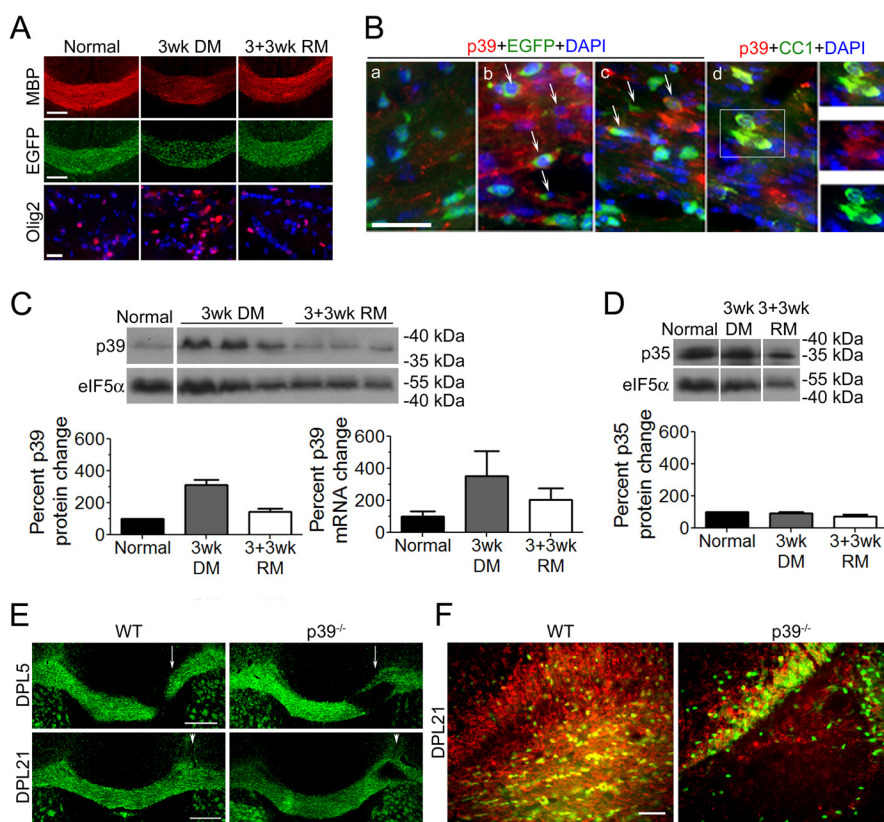 A
Normal 3wk DM 3+3wk RM
MBP
EGFP
Olig2
B
p39+EGFP+DAPI p39+CC1+DAPI
a b c d
C
Normal 3wk DM 3+3wk RM
p39
-40 kDa
-35 kDa
eIF5α
-55 kDa
-40 kDa
Percent p39
protein change
600
400
200
0
Normal 3wk
DM 3+3wk
RM
Percent p39
mRNA change
600
400
200
0
Normal 3wk
DM 3+3wk
RM
D
3wk 3+3wk
Normal DM RM
p35
-40 kDa
-35 kDa
eIF5α
-55 kDa
-40 kDa
Percent p35
protein change
600
400
200
0
Normal 3wk
DM 3+3wk
RM
E
WT p39-/-
DPL5
DPL21
F
WT p39-/-
DPL21